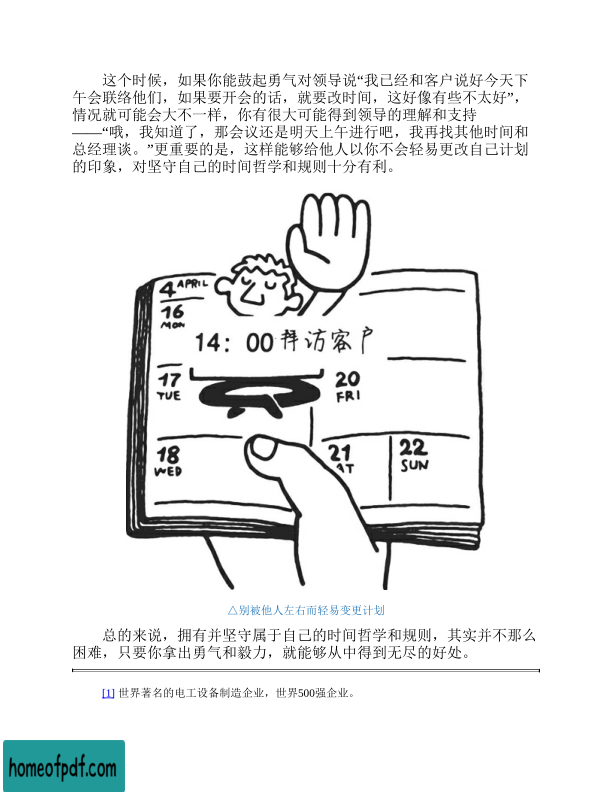 这个时候，如果你能鼓起勇气对领导说“我已经和客户说好今天下
午会联络他们，如果要开会的话，就要改时间，这好像有些不太好”，
情况就可能会大不一样，你有很大可能得到领导的理解和支持
——“哦，我知道了，那会议还是明天上午进行吧，我再找其他时间和
总经理谈。”更重要的是，这样能够给他人以你不会轻易更改自己计划
的印象，对坚守自己的时间哲学和规则十分有利。
4 APRIL
16
MON
14：00拜访客户
17
TUE
20
FRI
18
WED
21
AT
22
SUN
△别被他人左右而轻易变更计划
总的来说，拥有并坚守属于自己的时间哲学和规则，其实并不那么
困难，只要你拿出勇气和毅力，就能够从中得到无尽的好处。
[1] 世界著名的电工设备制造企业，世界500强企业。
homeofpdf.com